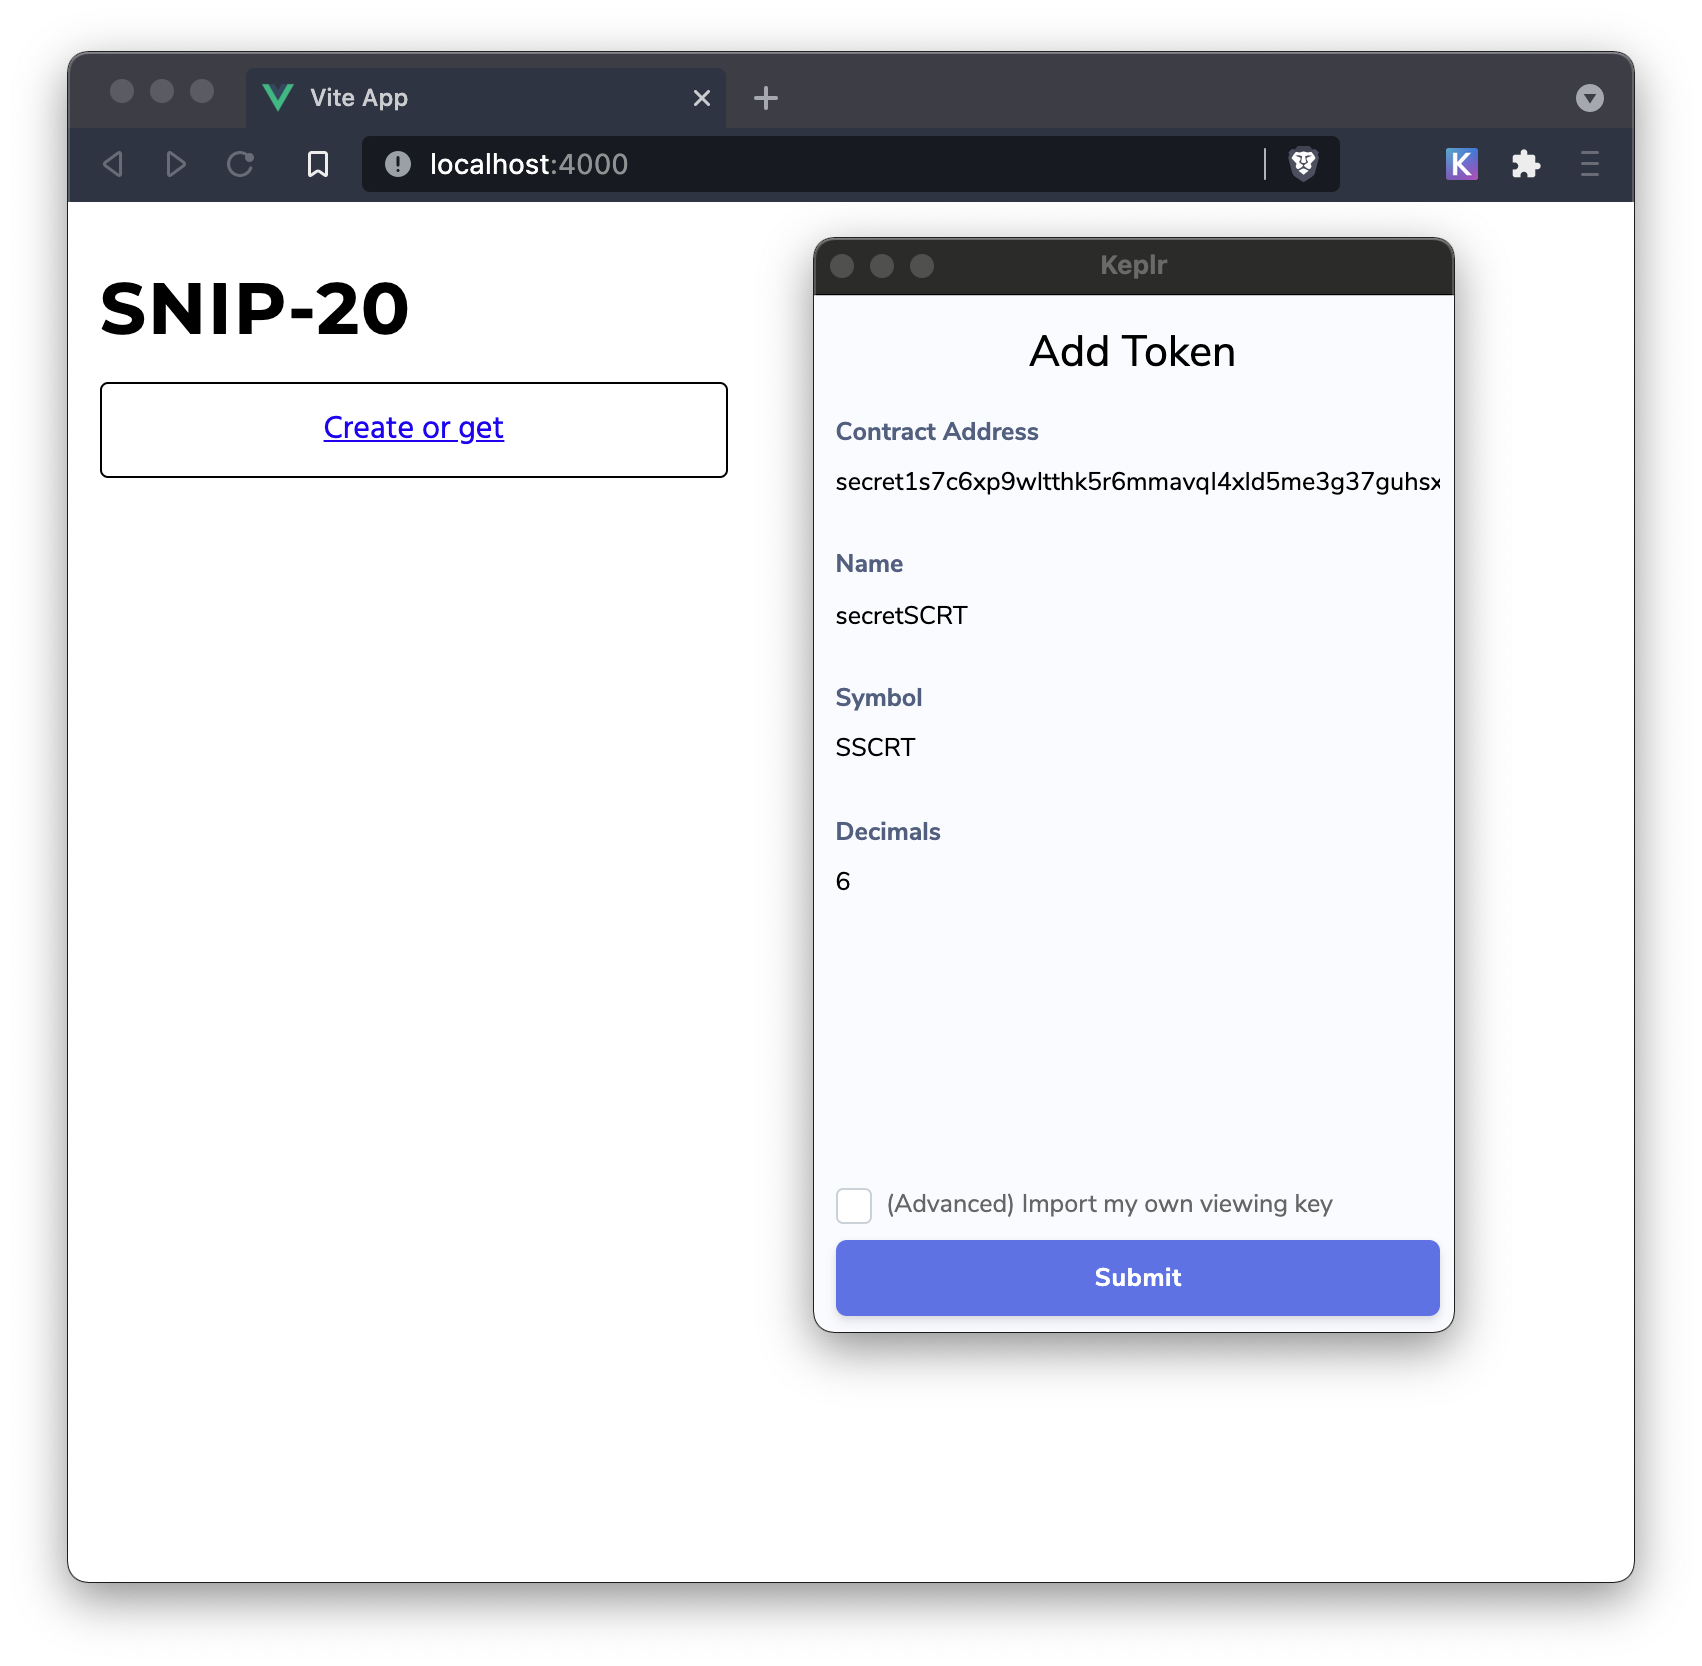 Vite App
localhost:4000
K
SNIP-20
Create or get
Keplr
Add Token
Contract Address
secret1s7c6xp9wltthk5r6mmavql4xld5me3g37guhsx
Name
secretSCRT
Symbol
SSCRT
Decimals
6
(Advanced) Import my own viewing key
Submit